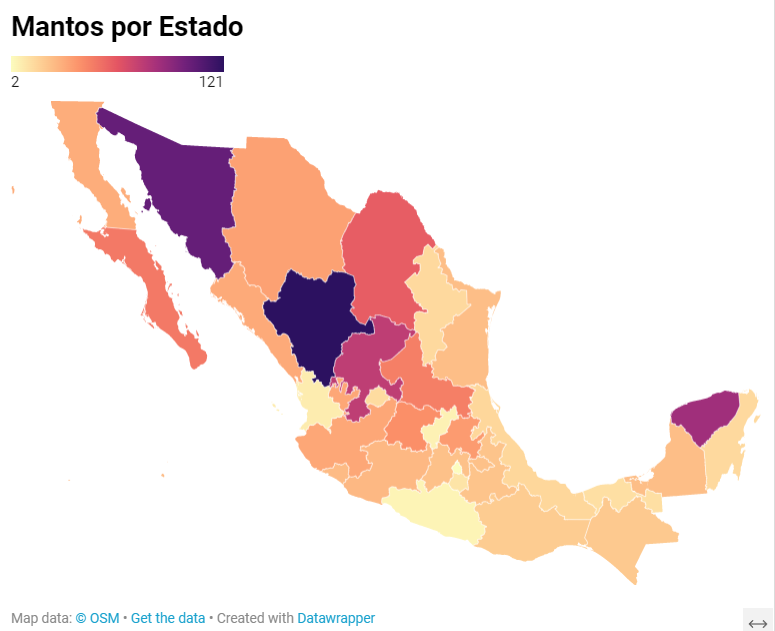 Mantos por Estado
2 121
Map data: © OSM • Get the data • Created with Datawrapper